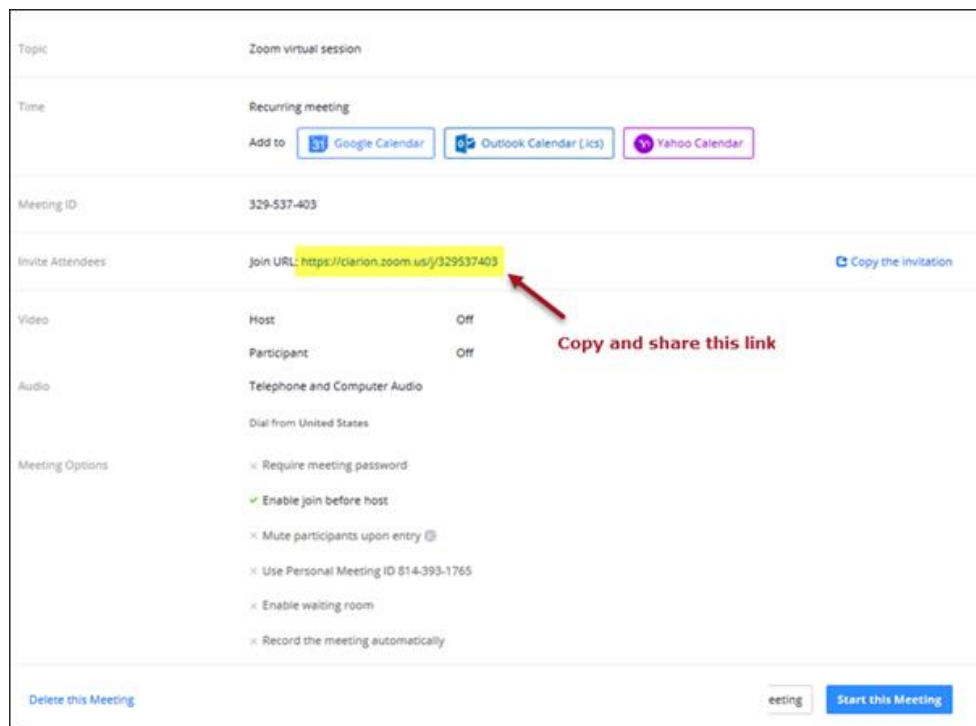 Topic Zoom virtual session
Time Recurring meeting
Add to 31 Google Calendar Outlook Calendar (.ics) Yahoo Calendar
Meeting ID 329-537-403
Invite Attendees Join URL: https://clarion.zoom.us/j/329537403 Copy the invitation
Video Host Off
Copy and share this link
Participant Off
Audio Telephone and Computer Audio
Dial from United States
Meeting Options × Require meeting password
✓ Enable join before host
× Mute participants upon entry
× Use Personal Meeting ID 814-393-1765
× Enable waiting room
× Record the meeting automatically
Delete this Meeting eeting Start this Meeting